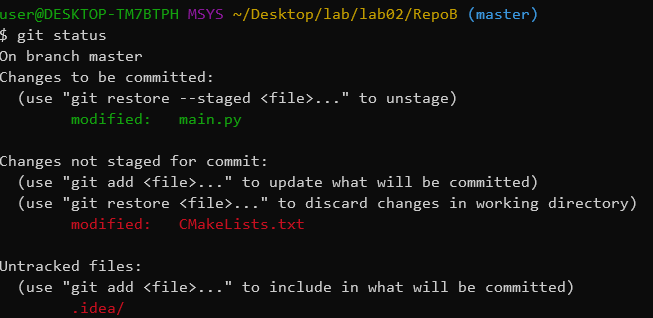 user@DESKTOP-TM7BTPH MSYS ~/Desktop/lab/lab02/RepoB (master)
$ git status
On branch master
Changes to be committed:
  (use "git restore --staged <file>..." to unstage)
        modified:   main.py

Changes not staged for commit:
  (use "git add <file>..." to update what will be committed)
  (use "git restore <file>..." to discard changes in working directory)
        modified:   CMakeLists.txt

Untracked files:
  (use "git add <file>..." to include in what will be committed)
        .idea/